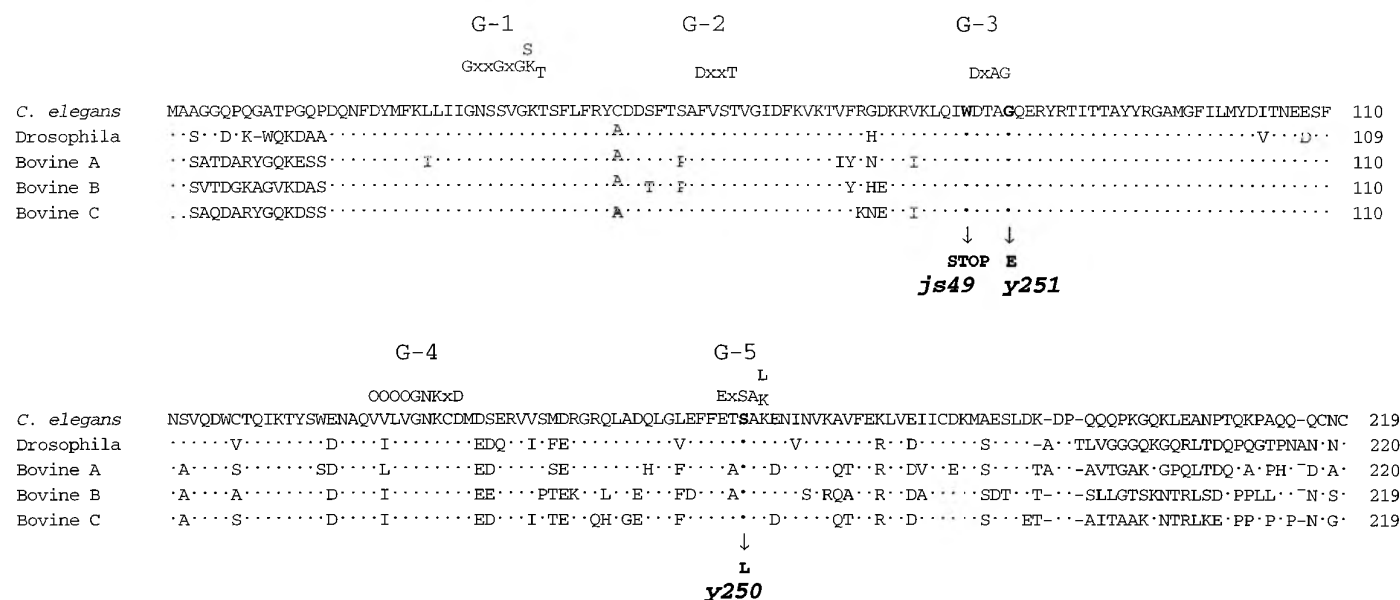 G-1 G-2 G-3
S
GxxGxGKT DxxT DxAG
C. elegans MAAGGQPQGATPGQPDQNFDYMFKLLIIGNSSVGKTSFLFRYCDDSFTSAFVSTVGIDFKVKTVFRGDKRVKLQIWDTAGQERYRTITTAYYRGAMGFILMYDITNEESF 110
Drosophila ··S··D·K-WQKDAA···························A·······················H·····································V···D·· 109
Bovine A ··SATDARYGQKESS·········I·················A·····P··············IY·N···I······································· 110
Bovine B ··SVTDGKAGVKDAS···························A··T··P···············Y·HE··········································· 110
Bovine C ..SAQDARYGQKDSS···························A······················KNE··I······································· 110
↓ ↓
STOP E
js49 y251
G-4 G-5
L
OOOOGNKxD ExSAK
C. elegans NSVQDWCTQIKTYSWENAQVVLVGNKCDMDSERVVSMDRGRQLADQLGLEFFETSAKENINVKAVFEKLVEIICDKMAESLDK-DP-QQQPKGQKLEANPTQKPAQQ-QCNC 219
Drosophila ······V········D····I········EDQ··I·FE··········V··········V·······R··D······S···-A··TLVGGGQKGQRLTDQPQGTPNAN·N· 220
Bovine A ·A····S·······SD····L········ED····SE·······H··F····A···D·····QT··R··DV··E··S···TA-··AVTGAK·GPQLTDQ·A·PH·-D·A· 220
Bovine B ·A····A········D····I········EE·····PTEK··L··E··FD···A········S·RQA··R··DA·····SDT·T-··SLLGTSKNTRLSD·PPLL··-N·S· 219
Bovine C ·A····S········D····I········ED···I·TE···QH·GE··F····A···D·····QT··R··D······S···ET-··AITAAK·NTRLKE·PP·P·P-N·G· 219
↓
L
y250